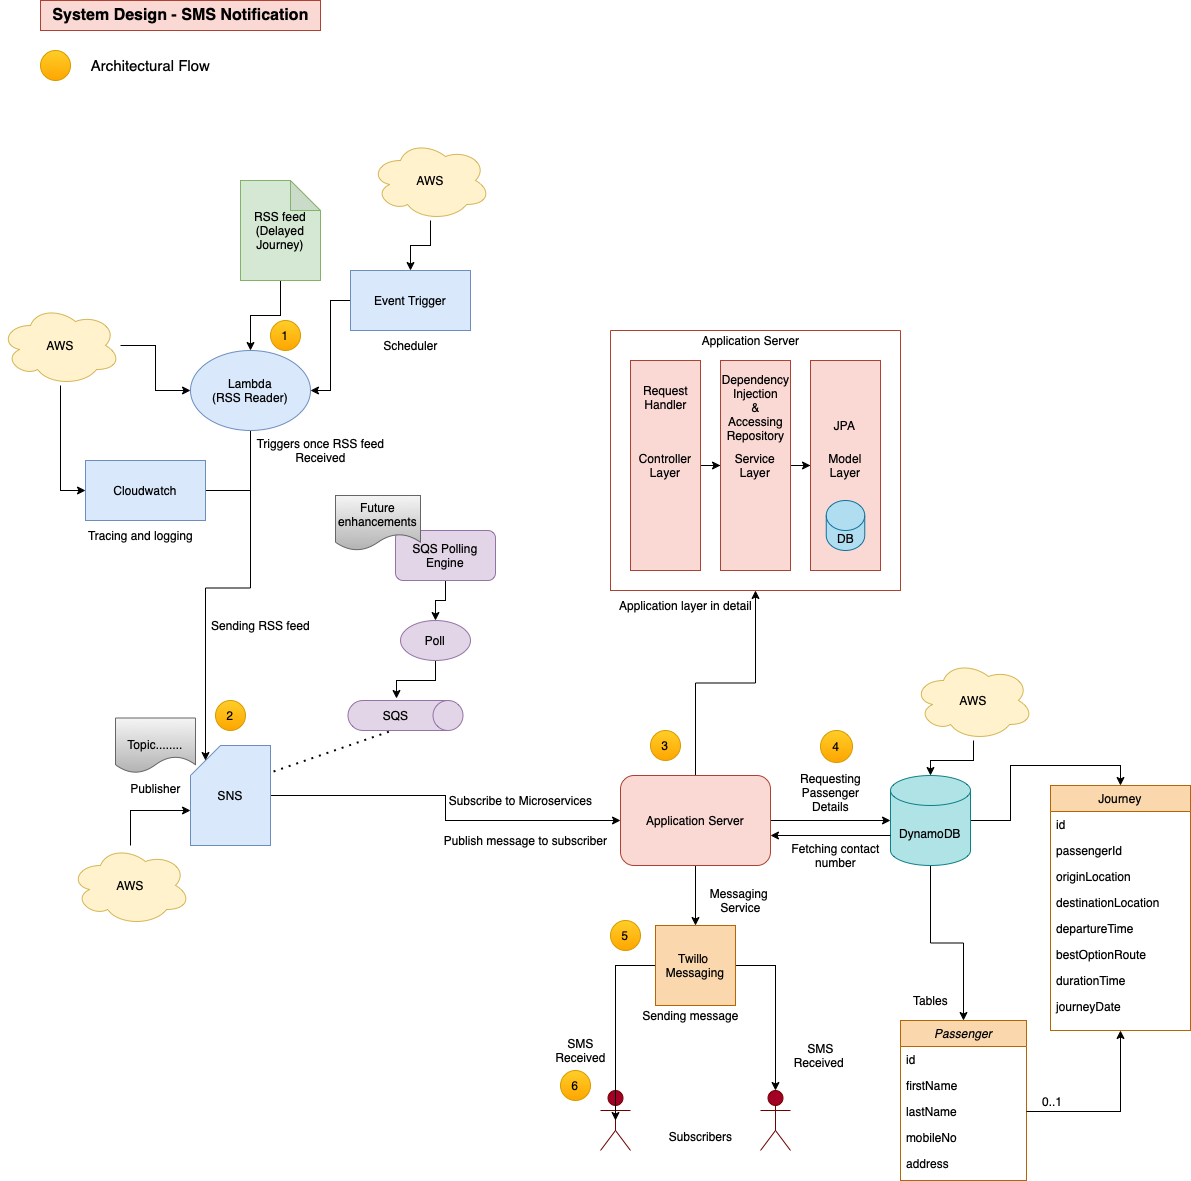 System Design - SMS Notification
Architectural Flow
AWS
RSS feed
(Delayed
Journey)
Event Trigger
Scheduler
1
AWS
Lambda
(RSS Reader)
Triggers once RSS feed
Received
Cloudwatch
Tracing and logging
Future
enhancements
SQS Polling
Engine
Sending RSS feed
Poll
SQS
2
Topic........
Publisher
SNS
AWS
Subscribe to Microservices
Publish message to subscriber
Application Server
Request
Handler
Controller
Layer
Dependency
Injection
&
Accessing
Repository
Service
Layer
JPA
Model
Layer
DB
Application layer in detail
3
Application Server
4
Requesting
Passenger
Details
Fetching contact
number
AWS
DynamoDB
Journey
id
passengerId
originLocation
destinationLocation
departureTime
bestOptionRoute
durationTime
journeyDate
Messaging
Service
5
Twillo
Messaging
Sending message
SMS
Received
6
SMS
Received
Subscribers
Tables
Passenger
id
firstName
lastName
mobileNo
address
0..1